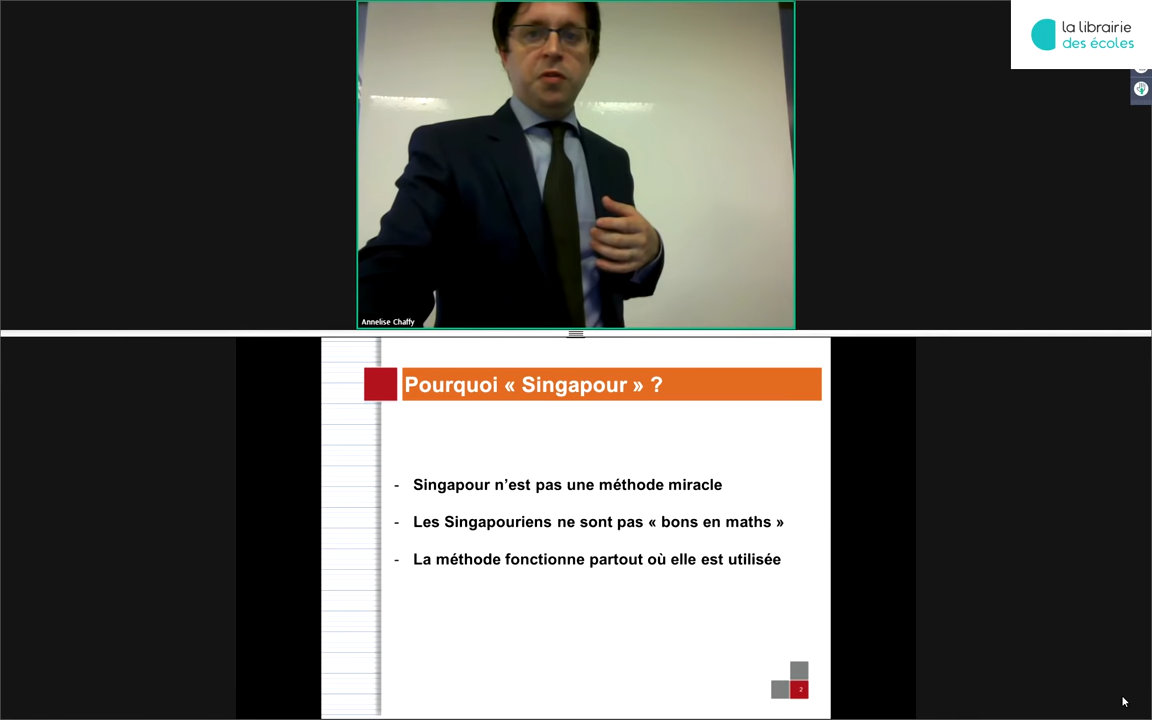 la librairie
des écoles
Annelise Chaffy
Pourquoi « Singapour » ?
- Singapour n’est pas une méthode miracle
- Les Singapouriens ne sont pas « bons en maths »
- La méthode fonctionne partout où elle est utilisée
2